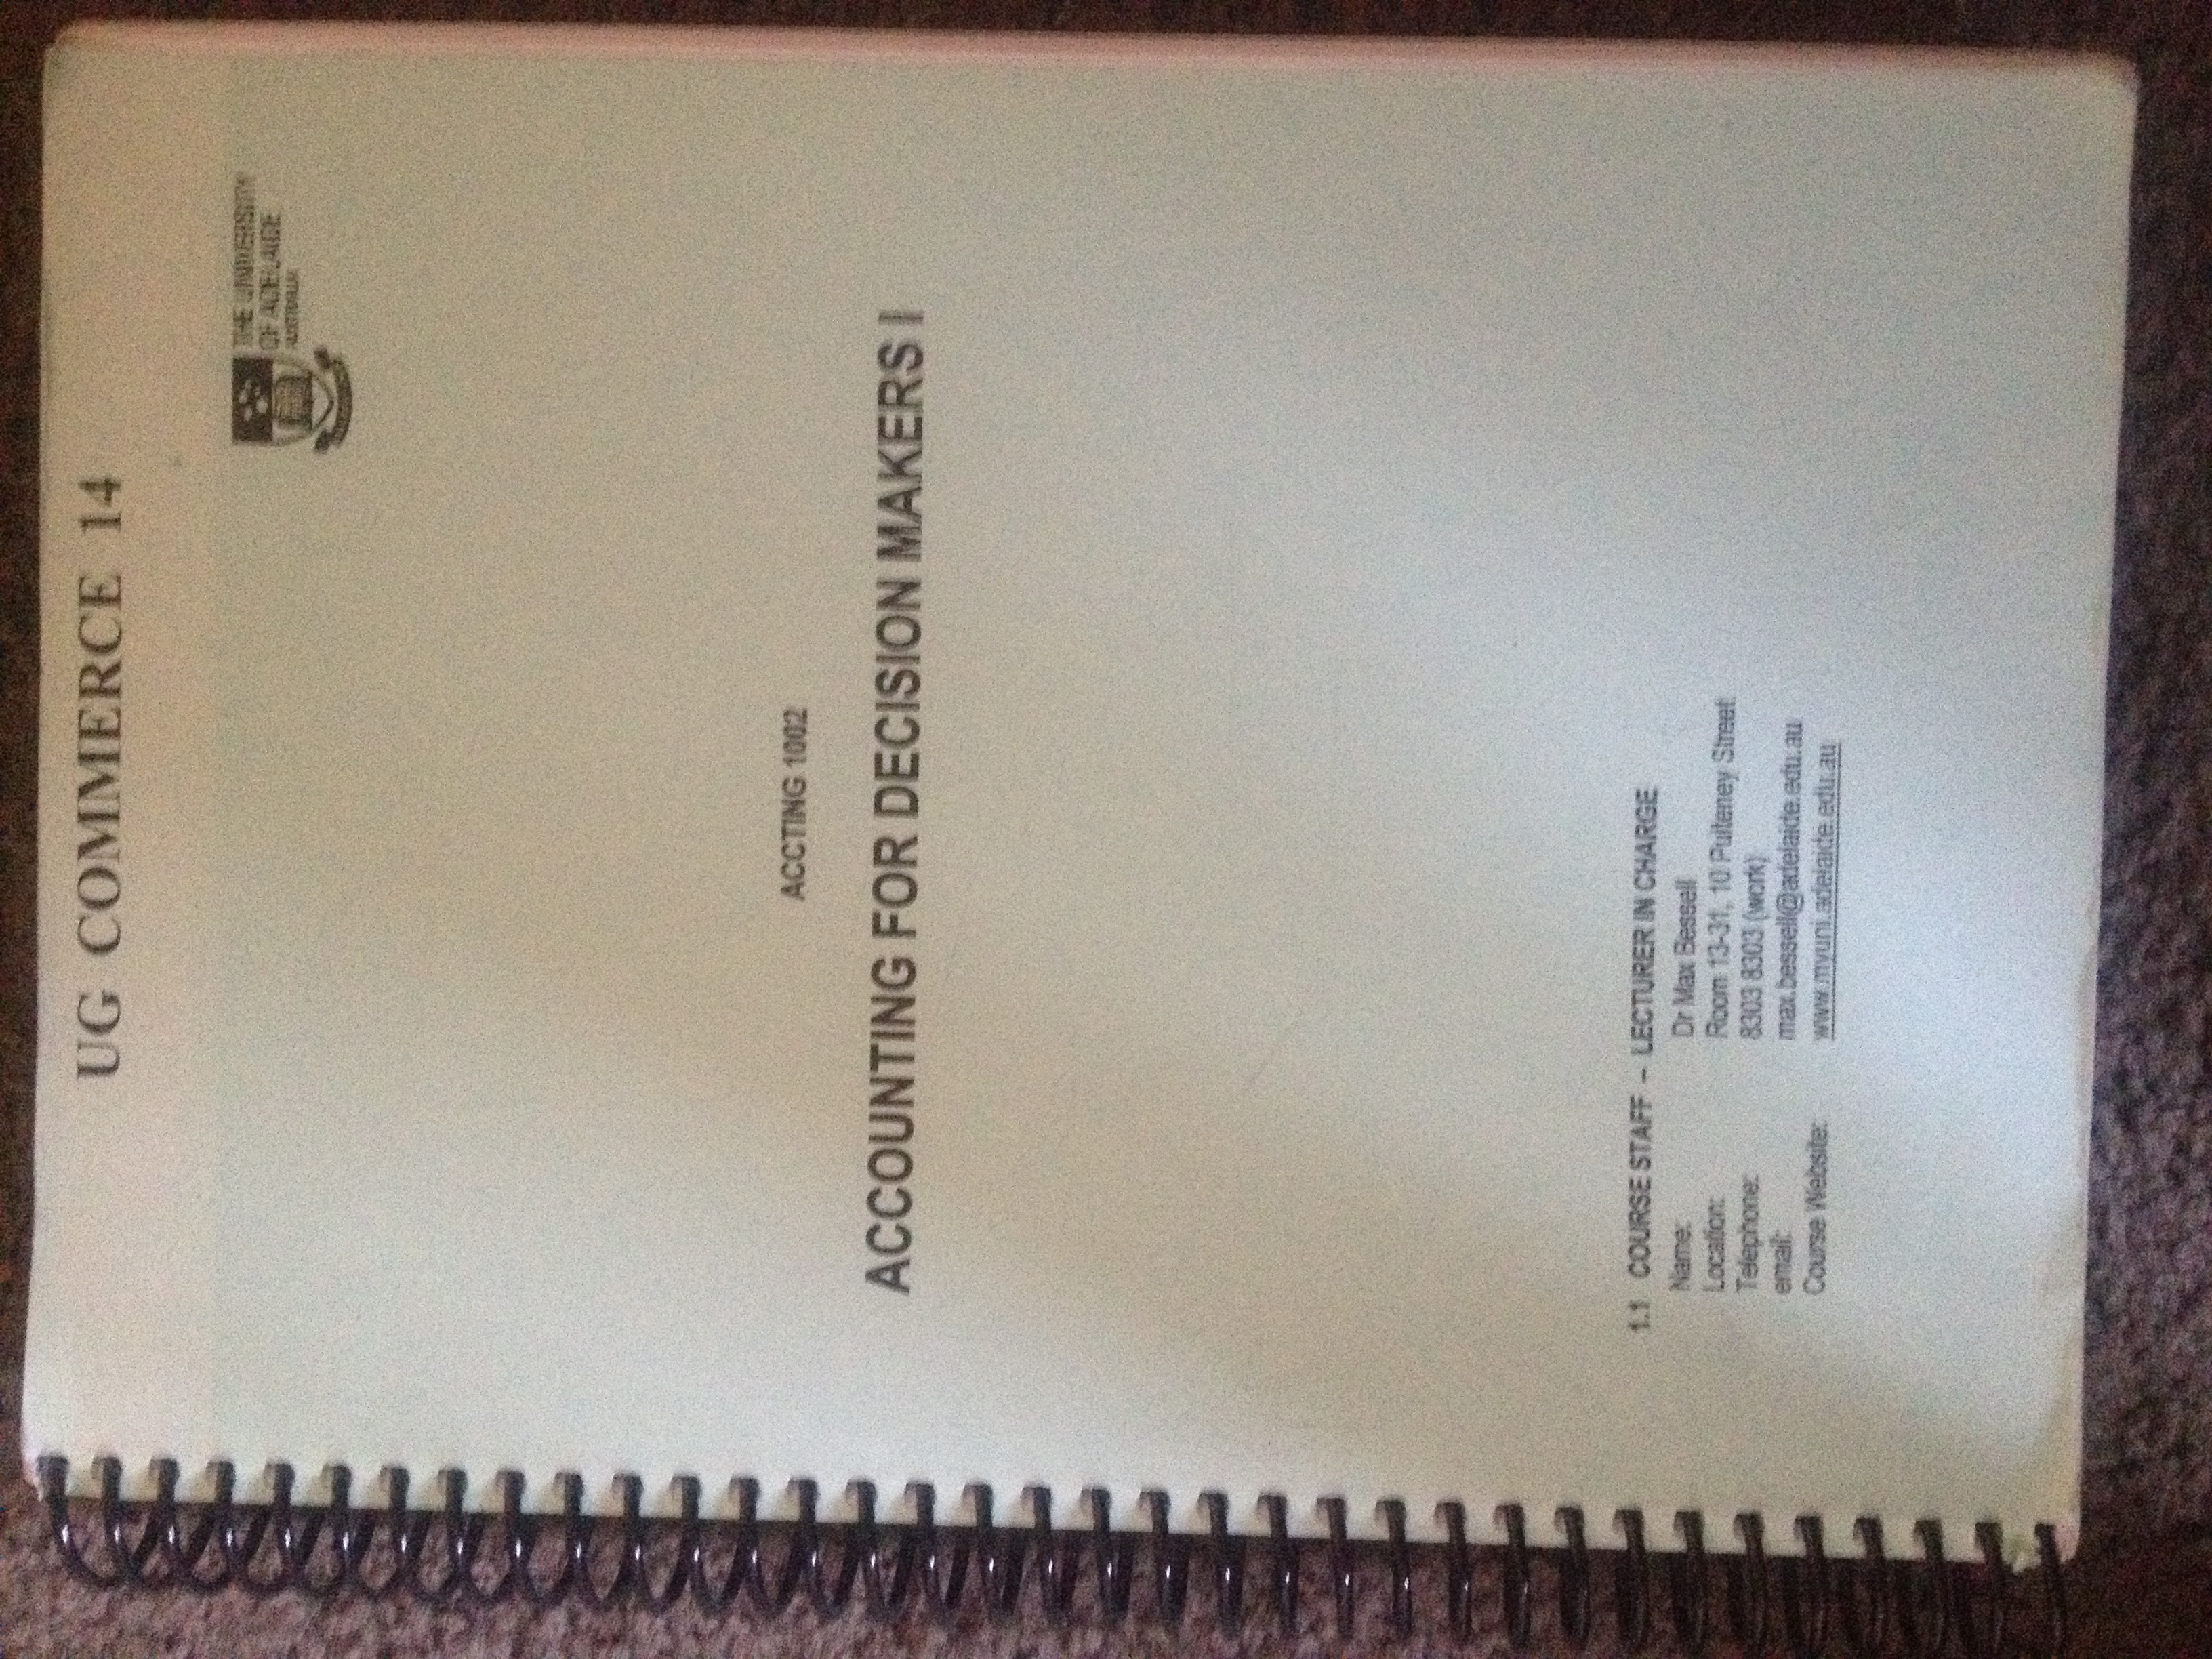 UG COMMERCE 14
THE UNIVERSITY
OF ADELAIDE
AUSTRALIA
ACCTING 1002
ACCOUNTING FOR DECISION MAKERS I
1.1 COURSE STAFF – LECTURER IN CHARGE
Name: Dr Max Bessell
Location: Room 13-31, 10 Pulteney Street
Telephone: 8303 8303 (work)
email: max.bessell@adelaide.edu.au
Course Website: www.myuni.adelaide.edu.au